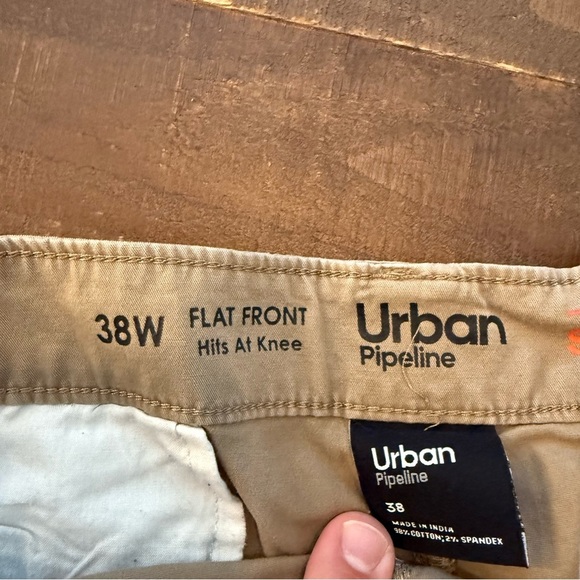 38W
FLAT FRONT
Hits At Knee
Urban
Pipeline
Urban
Pipeline
38
MADE IN INDIA
98% COTTON; 2% SPANDEX